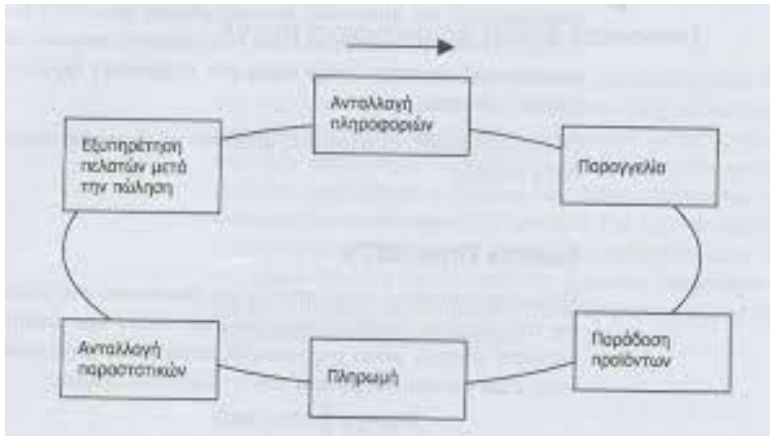 Ανταλλαγή
πληροφοριών
Παραγγελία
Παράδοση
προϊόντων
Πληρωμή
Ανταλλαγή
παραστατικών
Εξυπηρέτηση
πελατών μετά
την πώληση